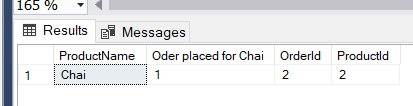 165 %
Results Messages
ProductName Oder placed for Chai OrderId ProductId
1 Chai 1 2 2